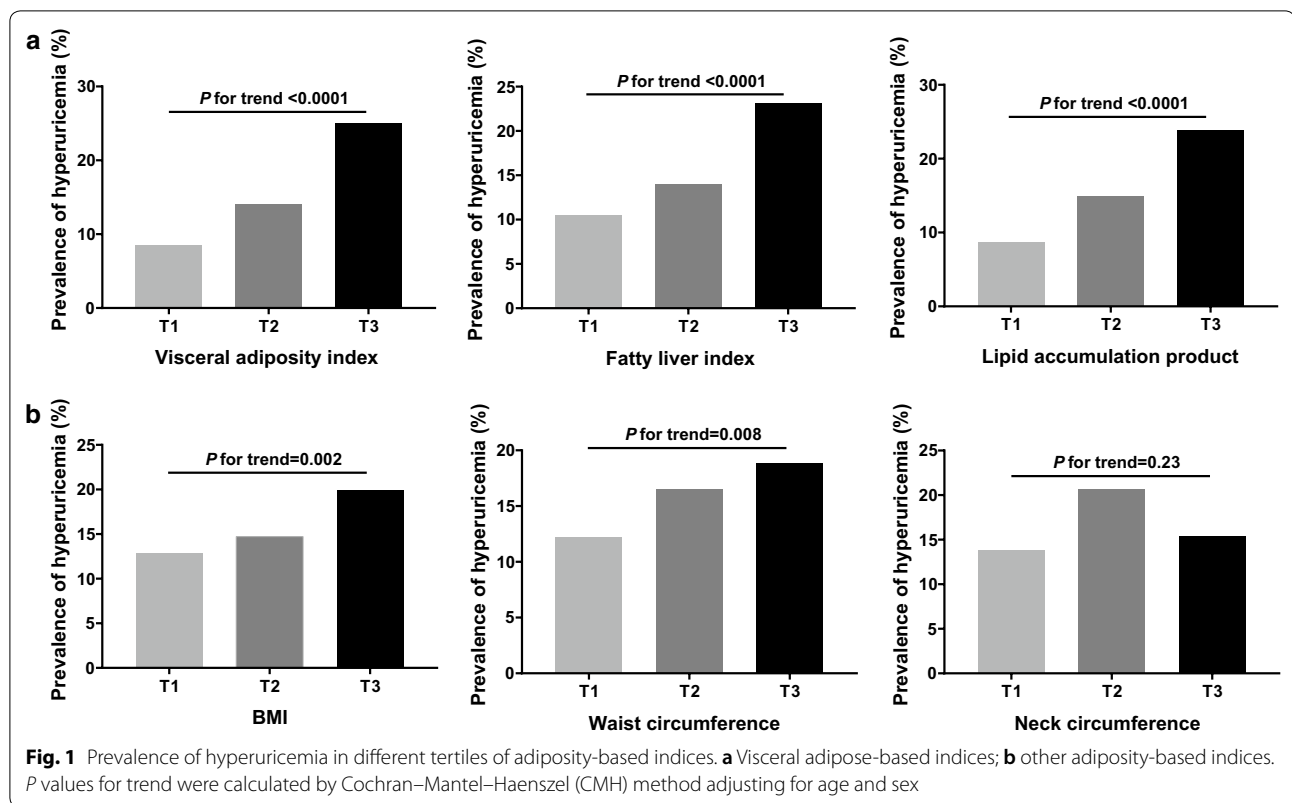 a
Prevalence of hyperuricemia (%)
30
20
10
0
P for trend <0.0001
T1 T2 T3
Visceral adiposity index
Prevalence of hyperuricemia (%)
25
20
15
10
5
0
P for trend <0.0001
T1 T2 T3
Fatty liver index
Prevalence of hyperuricemia (%)
30
20
10
0
P for trend <0.0001
T1 T2 T3
Lipid accumulation product
b
Prevalence of hyperuricemia (%)
25
20
15
10
5
0
P for trend=0.002
T1 T2 T3
BMI
Prevalence of hyperuricemia (%)
20
15
10
5
0
P for trend=0.008
T1 T2 T3
Waist circumference
Prevalence of hyperuricemia (%)
25
20
15
10
5
0
P for trend=0.23
T1 T2 T3
Neck circumference
Fig. 1 Prevalence of hyperuricemia in different tertiles of adiposity-based indices. a Visceral adipose-based indices; b other adiposity-based indices.
P values for trend were calculated by Cochran–Mantel–Haenszel (CMH) method adjusting for age and sex